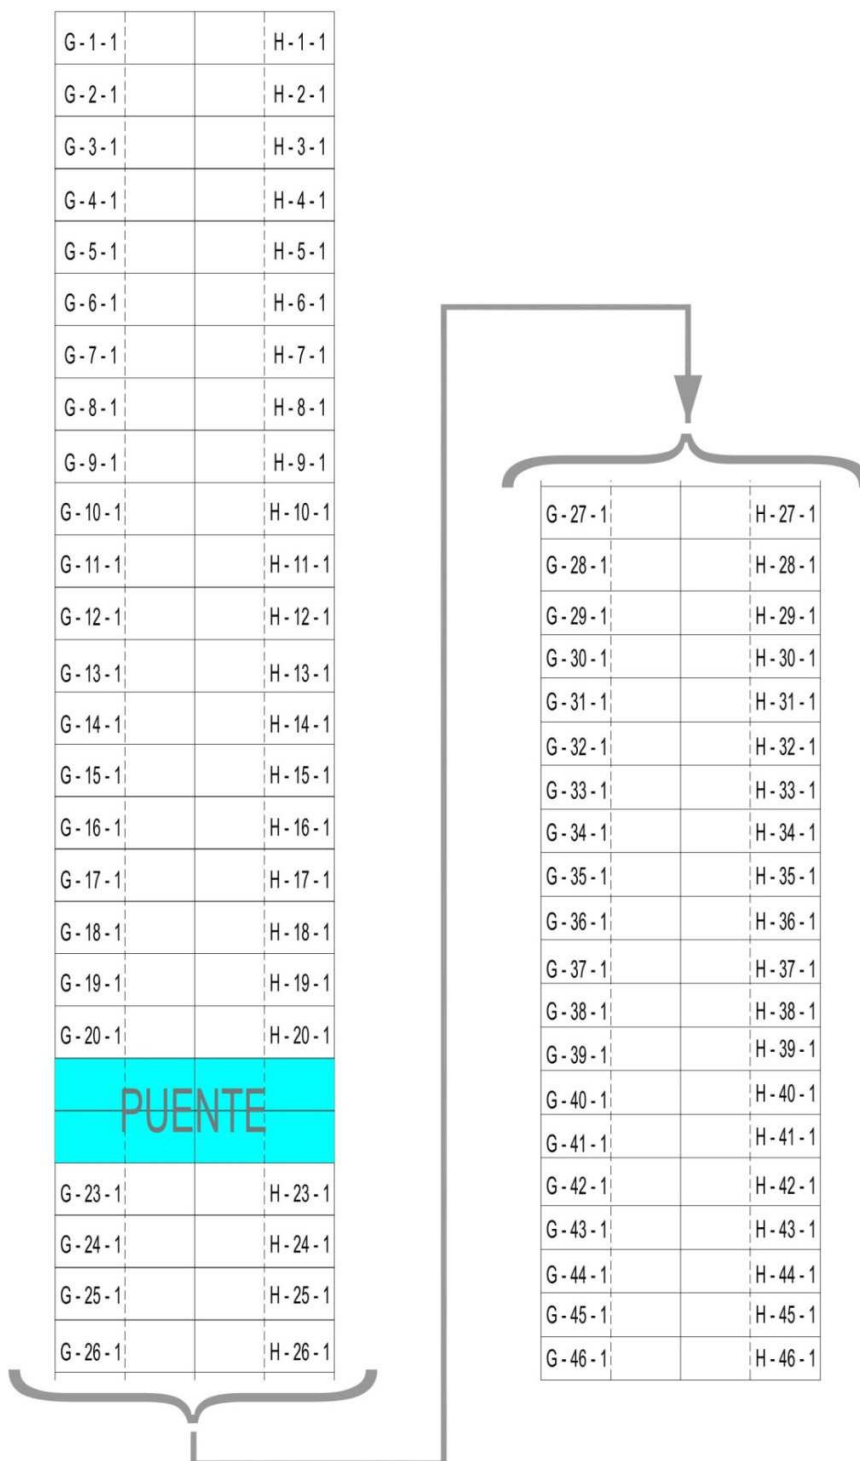 G - 1 - 1 H - 1 - 1
G - 2 - 1 H - 2 - 1
G - 3 - 1 H - 3 - 1
G - 4 - 1 H - 4 - 1
G - 5 - 1 H - 5 - 1
G - 6 - 1 H - 6 - 1
G - 7 - 1 H - 7 - 1
G - 8 - 1 H - 8 - 1
G - 9 - 1 H - 9 - 1
G - 10 - 1 H - 10 - 1
G - 11 - 1 H - 11 - 1
G - 12 - 1 H - 12 - 1
G - 13 - 1 H - 13 - 1
G - 14 - 1 H - 14 - 1
G - 15 - 1 H - 15 - 1
G - 16 - 1 H - 16 - 1
G - 17 - 1 H - 17 - 1
G - 18 - 1 H - 18 - 1
G - 19 - 1 H - 19 - 1
G - 20 - 1 H - 20 - 1
PUENTE
G - 23 - 1 H - 23 - 1
G - 24 - 1 H - 24 - 1
G - 25 - 1 H - 25 - 1
G - 26 - 1 H - 26 - 1
G - 27 - 1 H - 27 - 1
G - 28 - 1 H - 28 - 1
G - 29 - 1 H - 29 - 1
G - 30 - 1 H - 30 - 1
G - 31 - 1 H - 31 - 1
G - 32 - 1 H - 32 - 1
G - 33 - 1 H - 33 - 1
G - 34 - 1 H - 34 - 1
G - 35 - 1 H - 35 - 1
G - 36 - 1 H - 36 - 1
G - 37 - 1 H - 37 - 1
G - 38 - 1 H - 38 - 1
G - 39 - 1 H - 39 - 1
G - 40 - 1 H - 40 - 1
G - 41 - 1 H - 41 - 1
G - 42 - 1 H - 42 - 1
G - 43 - 1 H - 43 - 1
G - 44 - 1 H - 44 - 1
G - 45 - 1 H - 45 - 1
G - 46 - 1 H - 46 - 1